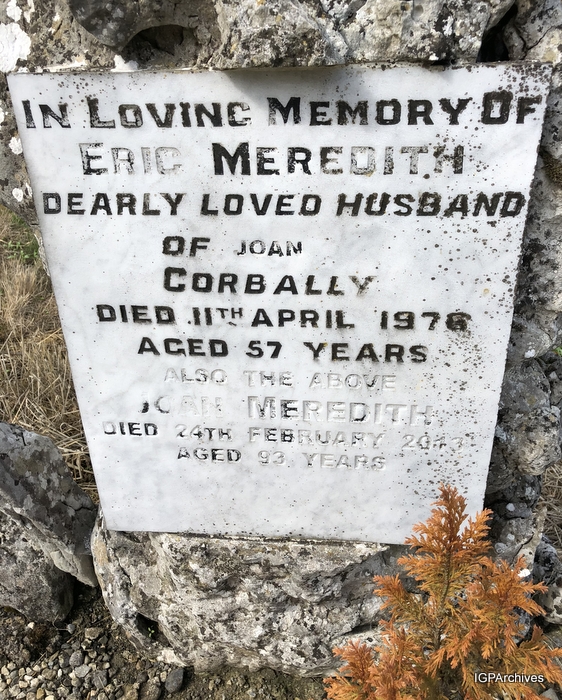 IN LOVING MEMORY OF
ERIC MEREDITH
DEARLY LOVED HUSBAND
OF JOAN
CORBALLY
DIED 11TH APRIL 1976
AGED 57 YEARS
ALSO THE ABOVE
JOAN MEREDITH
DIED 24TH FEBRUARY
AGED 93 YEARS
IGPArchives